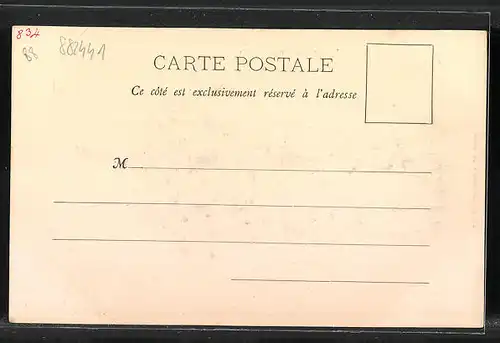 834
88
882441
CARTE POSTALE
Ce côté est exclusivement réservé à l'adresse
M